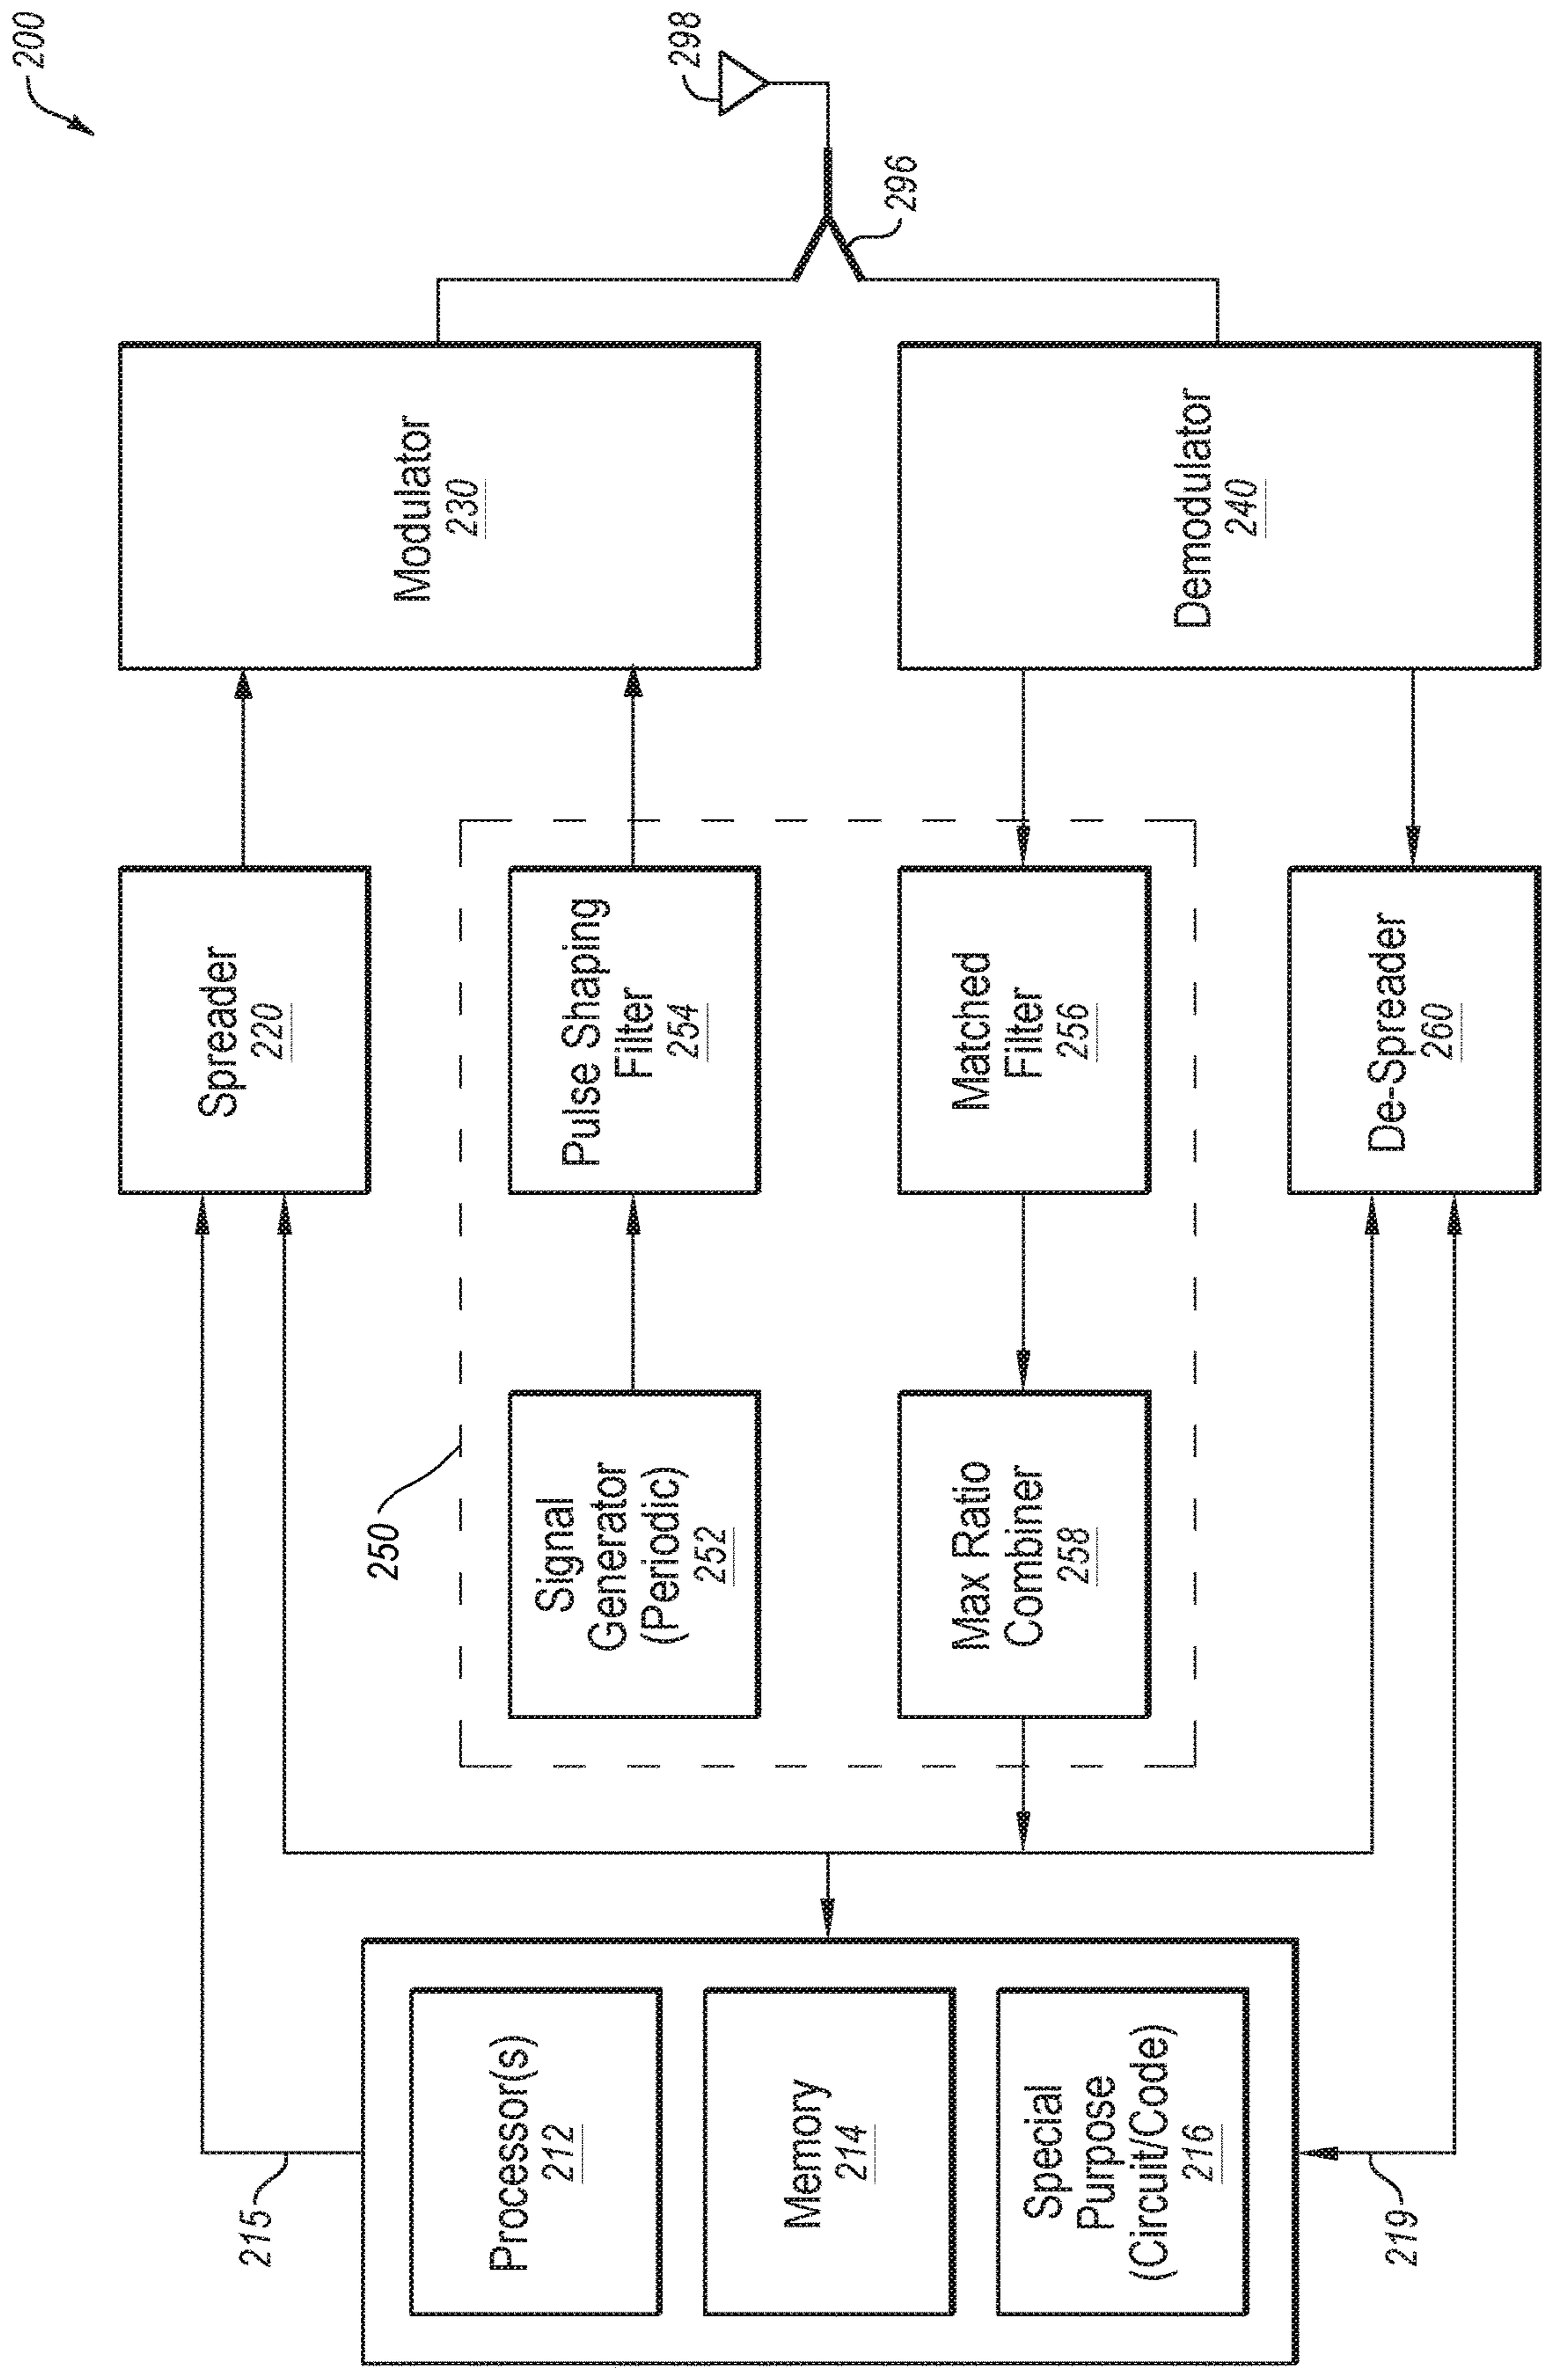 200
215
Processor(s)
212
Memory
214
Special
Purpose
(Circuit/Code)
216
219
Spreader
220
250
Signal
Generator
(Periodic)
252
Pulse Shaping
Filter
254
Max Ratio
Combiner
258
Matched
Filter
256
De-Spreader
260
Modulator
230
Demodulator
240
296
298